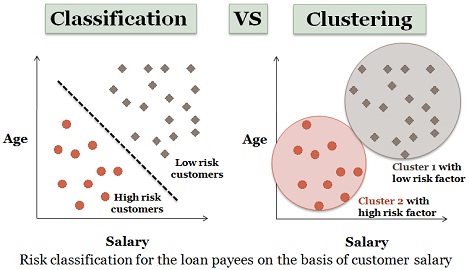 Classification VS Clustering
Age
Low risk
customers
High risk
customers
Salary
Age
Cluster 1 with
low risk factor
Cluster 2 with
high risk factor
Salary
Risk classification for the loan payees on the basis of customer salary